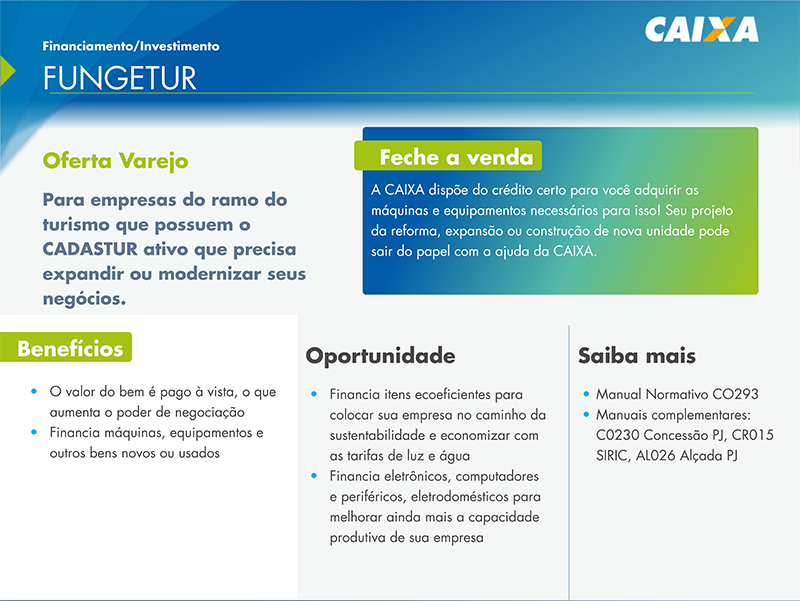 CAIXA
Financiamento/Investimento
FUNGETUR
Oferta Varejo
Para empresas do ramo do
turismo que possuem o
CADASTUR ativo que precisa
expandir ou modernizar seus
negócios.
Feche a venda
A CAIXA dispõe do crédito certo para você adquirir as
máquinas e equipamentos necessários para isso! Seu projeto
da reforma, expansão ou construção de nova unidade pode
sair do papel com a ajuda da CAIXA.
Benefícios
• O valor do bem é pago à vista, o que
aumenta o poder de negociação
• Financia máquinas, equipamentos e
outros bens novos ou usados
Oportunidade
• Financia itens ecoeficientes para
colocar sua empresa no caminho da
sustentabilidade e economizar com
as tarifas de luz e água
• Financia eletrônicos, computadores
e periféricos, eletrodomésticos para
melhorar ainda mais a capacidade
produtiva de sua empresa
Saiba mais
• Manual Normativo CO293
• Manuais complementares:
C0230 Concessão PJ, CR015
SIRIC, AL026 Alçada PJ